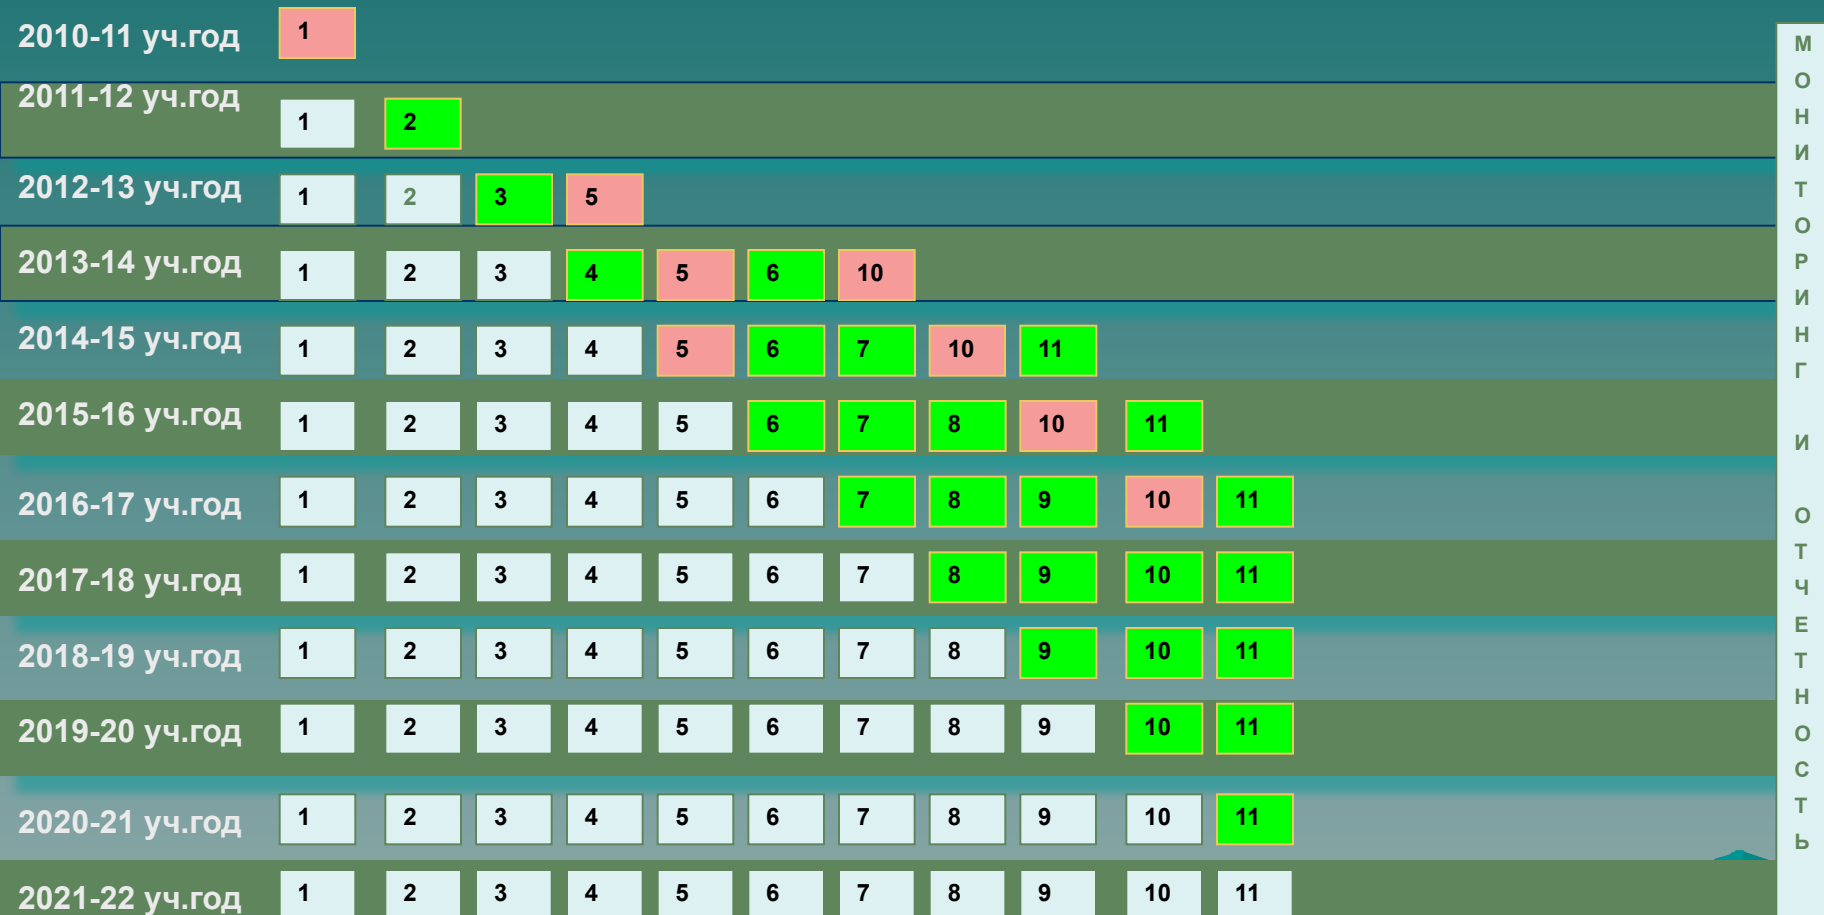 2010-11 уч.год 1
2011-12 уч.год 1 2
2012-13 уч.год 1 2 3 5
2013-14 уч.год 1 2 3 4 5 6 10
2014-15 уч.год 1 2 3 4 5 6 7 10 11
2015-16 уч.год 1 2 3 4 5 6 7 8 10 11
2016-17 уч.год 1 2 3 4 5 6 7 8 9 10 11
2017-18 уч.год 1 2 3 4 5 6 7 8 9 10 11
2018-19 уч.год 1 2 3 4 5 6 7 8 9 10 11
2019-20 уч.год 1 2 3 4 5 6 7 8 9 10 11
2020-21 уч.год 1 2 3 4 5 6 7 8 9 10 11
2021-22 уч.год 1 2 3 4 5 6 7 8 9 10 11
МОНИТОРИНГ И ОТЧЕТНОСТЬ